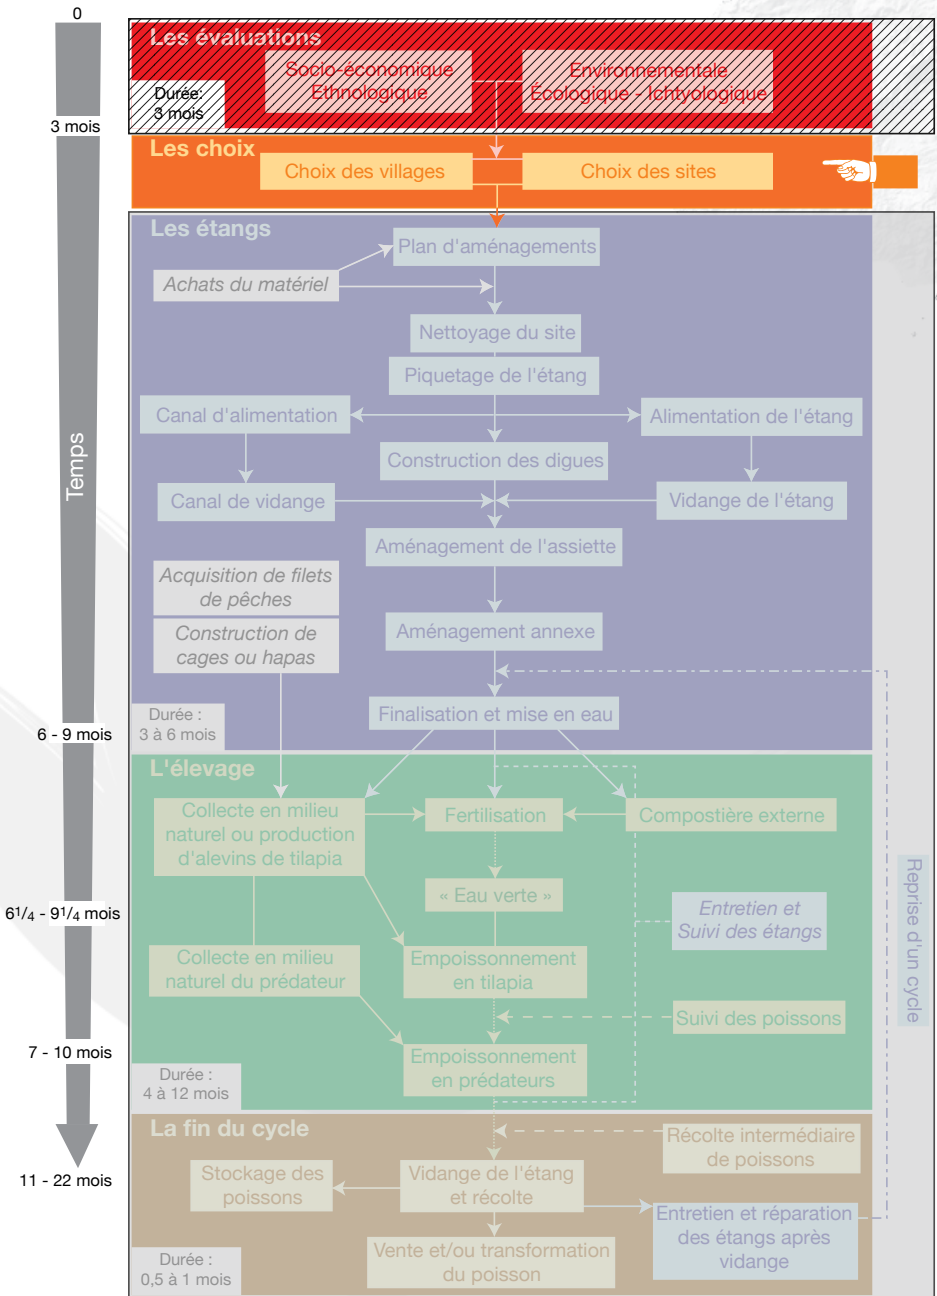 0
Les évaluations
Socio-économique
Ethnologique
Environnementale
Écologique - Ichtyologique
Durée:
3 mois
3 mois
Les choix
Choix des villages
Choix des sites
Les étangs
Plan d'aménagements
Achats du matériel
Nettoyage du site
Piquetage de l'étang
Canal d'alimentation
Alimentation de l'étang
Temps
Construction des digues
Canal de vidange
Vidange de l'étang
Aménagement de l'assiette
Acquisition de filets
de pêches
Construction de
cages ou hapas
Aménagement annexe
Durée :
3 à 6 mois
Finalisation et mise en eau
6 - 9 mois
L'élevage
Collecte en milieu
naturel ou production
d'alevins de tilapia
Fertilisation
Compostière externe
« Eau verte »
6 1/4 - 9 1/4 mois
Entretien et
Suivi des étangs
Reprise d'un cycle
Collecte en milieu
naturel du prédateur
Empoissonnement
en tilapia
Suivi des poissons
7 - 10 mois
Empoissonnement
en prédateurs
Durée :
4 à 12 mois
La fin du cycle
Récolte intermédiaire
de poissons
11 - 22 mois
Stockage des
poissons
Vidange de l'étang
et récolte
Entretien et réparation
des étangs après
vidange
Vente et/ou transformation
du poisson
Durée :
0,5 à 1 mois